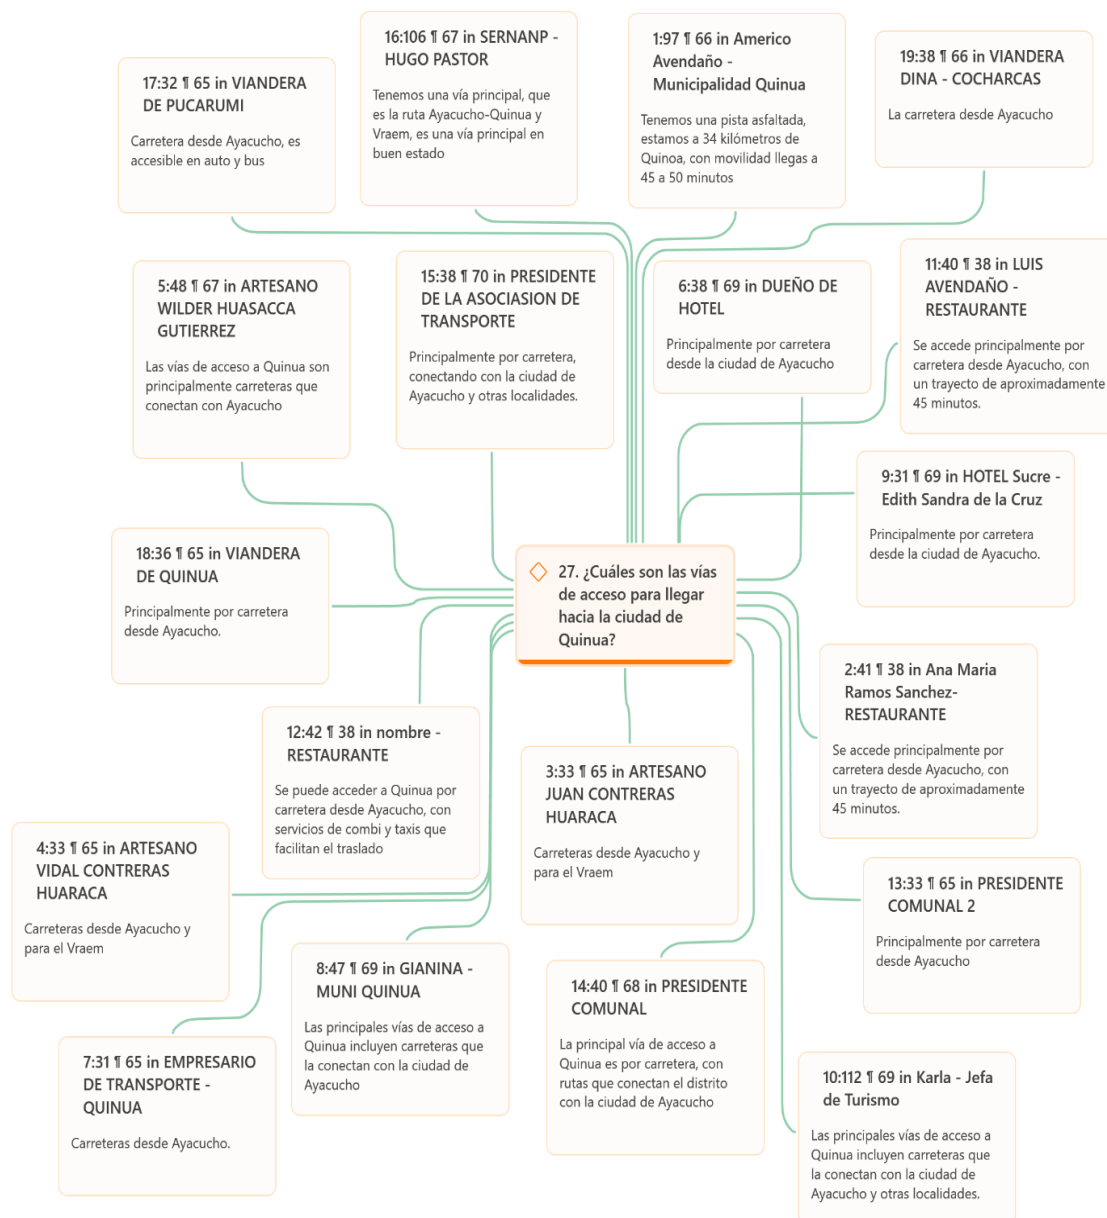 16:106 ¶ 67 in SERNANP -
HUGO PASTOR
Tenemos una vía principal, que
es la ruta Ayacucho-Quinua y
Vraem, es una vía principal en
buen estado
1:97 ¶ 66 in Americo
Avendaño -
Municipalidad Quinua
Tenemos una pista asfaltada,
estamos a 34 kilómetros de
Quinoa, con movilidad llegas a
45 a 50 minutos
19:38 ¶ 66 in VIANDERA
DINA - COCHARCAS
La carretera desde Ayacucho
17:32 ¶ 65 in VIANDERA
DE PUCARUMI
Carretera desde Ayacucho, es
accesible en auto y bus
5:48 ¶ 67 in ARTESANO
WILDER HUASACCA
GUTIERREZ
Las vías de acceso a Quinua son
principalmente carreteras que
conectan con Ayacucho
15:38 ¶ 70 in PRESIDENTE
DE LA ASOCIASION DE
TRANSPORTE
Principalmente por carretera,
conectando con la ciudad de
Ayacucho y otras localidades.
6:38 ¶ 69 in DUEÑO DE
HOTEL
Principalmente por carretera
desde la ciudad de Ayacucho
11:40 ¶ 38 in LUIS
AVENDAÑO -
RESTAURANTE
Se accede principalmente por
carretera desde Ayacucho, con
un trayecto de aproximadamente
45 minutos.
9:31 ¶ 69 in HOTEL Sucre -
Edith Sandra de la Cruz
Principalmente por carretera
desde la ciudad de Ayacucho.
18:36 ¶ 65 in VIANDERA
DE QUINUA
Principalmente por carretera
desde Ayacucho.
27. ¿Cuáles son las vías
de acceso para llegar
hacia la ciudad de
Quinua?
2:41 ¶ 38 in Ana Maria
Ramos Sanchez-
RESTAURANTE
Se accede principalmente por
carretera desde Ayacucho, con
un trayecto de aproximadamente
45 minutos.
12:42 ¶ 38 in nombre -
RESTAURANTE
Se puede acceder a Quinua por
carretera desde Ayacucho, con
servicios de combi y taxis que
facilitan el traslado
3:33 ¶ 65 in ARTESANO
JUAN CONTRERAS
HUARACA
Carreteras desde Ayacucho y
para el Vraem
4:33 ¶ 65 in ARTESANO
VIDAL CONTRERAS
HUARACA
Carreteras desde Ayacucho y
para el Vraem
13:33 ¶ 65 in PRESIDENTE
COMUNAL 2
Principalmente por carretera
desde Ayacucho
8:47 ¶ 69 in GIANINA -
MUNI QUINUA
Las principales vías de acceso a
Quinua incluyen carreteras que
la conectan con la ciudad de
Ayacucho
14:40 ¶ 68 in PRESIDENTE
COMUNAL
La principal vía de acceso a
Quinua es por carretera, con
rutas que conectan el distrito
con la ciudad de Ayacucho
7:31 ¶ 65 in EMPRESARIO
DE TRANSPORTE -
QUINUA
Carreteras desde Ayacucho.
10:112 ¶ 69 in Karla - Jefa
de Turismo
Las principales vías de acceso a
Quinua incluyen carreteras que
la conectan con la ciudad de
Ayacucho y otras localidades.